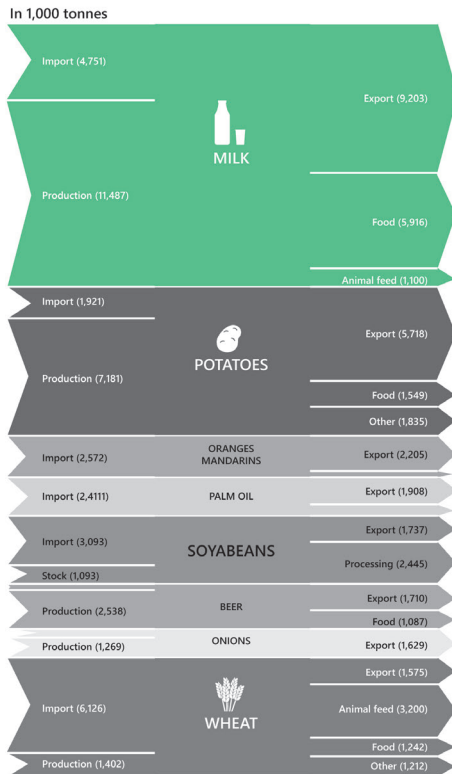 In 1,000 tonnes
Import (4,751)
Export (9,203)
MILK
Production (11,487)
Food (5,916)
Animal feed (1,100)
Import (1,921)
Export (5,718)
POTATOES
Production (7,181)
Food (1,549)
Other (1,835)
ORANGES
MANDARINS
Import (2,572)
Export (2,205)
Import (2,4111)
PALM OIL
Export (1,908)
Export (1,737)
Import (3,093)
SOYABEANS
Processing (2,445)
Stock (1,093)
Export (1,710)
Production (2,538)
BEER
Food (1,087)
ONIONS
Production (1,269)
Export (1,629)
Export (1,575)
Import (6,126)
Animal feed (3,200)
WHEAT
Food (1,242)
Production (1,402)
Other (1,212)